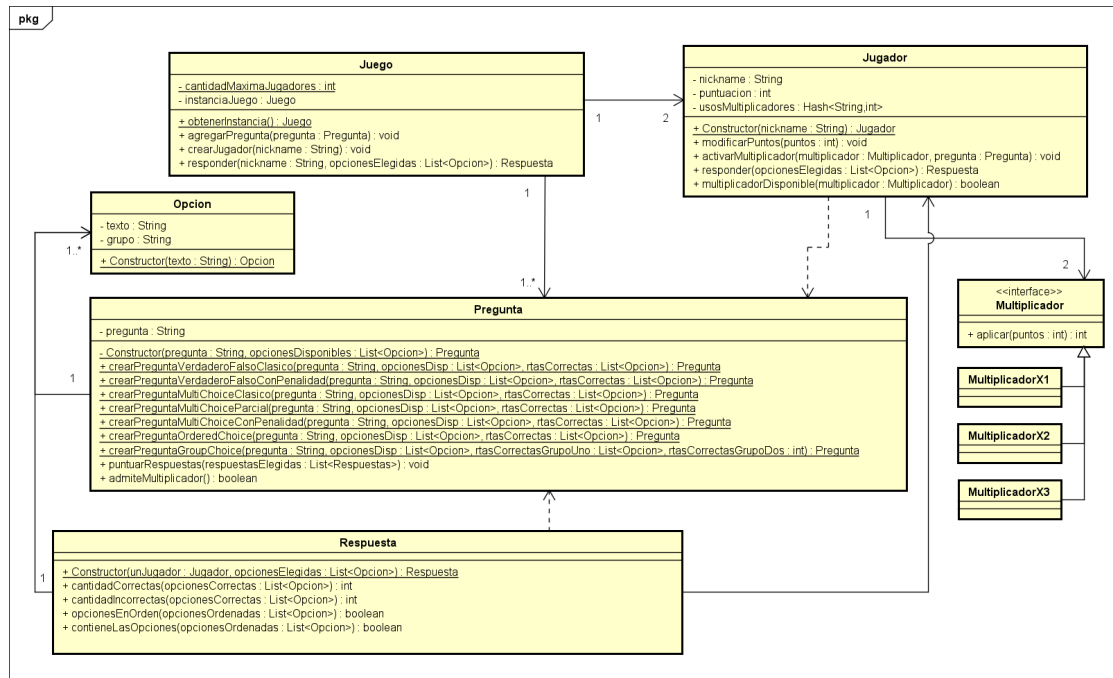 pkg
Juego
- cantidadMaximaJugadores : int
- instanciaJuego : Juego
+ obtenerInstancia() : Juego
+ agregarPregunta(pregunta : Pregunta) : void
+ crearJugador(nickname : String) : void
+ responder(nickname : String, opcionesElegidas : List<Opcion>) : Respuesta
1
2
1
1..*
Jugador
- nickname : String
- puntuacion : int
- usosMultiplicadores : Hash<String,int>
+ Constructor(nickname : String) : Jugador
+ modificarPuntos(puntos : int) : void
+ activarMultiplicador(multiplicador : Multiplicador, pregunta : Pregunta) : void
+ responder(opcionesElegidas : List<Opcion>) : Respuesta
+ multiplicadorDisponible(multiplicador : Multiplicador) : boolean
1
2
Opcion
- texto : String
- grupo : String
+ Constructor(texto : String) : Opcion
1..*
1
1
<<interface>>
Multiplicador
+ aplicar(puntos : int) : int
MultiplicadorX1
MultiplicadorX2
MultiplicadorX3
Pregunta
- pregunta : String
- Constructor(pregunta : String, opcionesDisponibles : List<Opcion>) : Pregunta
+ crearPreguntaVerdaderoFalsoClasico(pregunta : String, opcionesDisp : List<Opcion>, rtasCorrectas : List<Opcion>) : Pregunta
+ crearPreguntaVerdaderoFalsoConPenalidad(pregunta : String, opcionesDisp : List<Opcion>, rtasCorrectas : List<Opcion>) : Pregunta
+ crearPreguntaMultiChoiceClasico(pregunta : String, opcionesDisp : List<Opcion>, rtasCorrectas : List<Opcion>) : Pregunta
+ crearPreguntaMultiChoiceParcial(pregunta : String, opcionesDisp : List<Opcion>, rtasCorrectas : List<Opcion>) : Pregunta
+ crearPreguntaMultiChoiceConPenalidad(pregunta : String, opcionesDisp : List<Opcion>, rtasCorrectas : List<Opcion>) : Pregunta
+ crearPreguntaOrderedChoice(pregunta : String, opcionesDisp : List<Opcion>, rtasCorrectas : List<Opcion>) : Pregunta
+ crearPreguntaGroupChoice(pregunta : String, opcionesDisp : List<Opcion>, rtasCorrectasGrupoUno : List<Opcion>, rtasCorrectasGrupoDos : int) : Pregunta
+ puntuarRespuestas(respuestasElegidas : List<Respuestas>) : void
+ admiteMultiplicador() : boolean
Respuesta
+ Constructor(unJugador : Jugador, opcionesElegidas : List<Opcion>) : Respuesta
+ cantidadCorrectas(opcionesCorrectas : List<Opcion>) : int
+ cantidadIncorrectas(opcionesCorrectas : List<Opcion>) : int
+ opcionesEnOrden(opcionesOrdenadas : List<Opcion>) : boolean
+ contieneLasOpciones(opcionesOrdenadas : List<Opcion>) : boolean